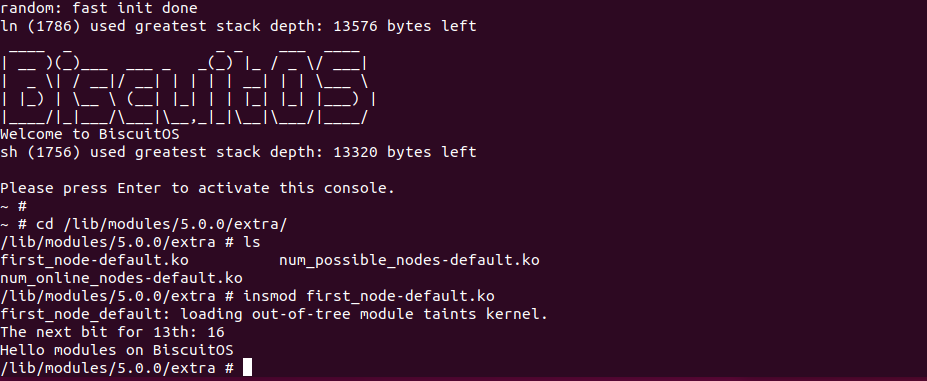 random: fast init done
ln (1786) used greatest stack depth: 13576 bytes left
 ____  _                _ _    ___  ____
| __ )(_)___  ___ _   _(_) |_ / _ \/ ___|
|  _ \| / __|/ __| | | | | __| | | \___ \
| |_) | \__ \ (__| |_| | | |_| |_| |___) |
|____/|_|___/\___|\__,_|_|\__|\___/|____/
Welcome to BiscuitOS
sh (1756) used greatest stack depth: 13320 bytes left
Please press Enter to activate this console.
~ #
~ # cd /lib/modules/5.0.0/extra/
/lib/modules/5.0.0/extra # ls
first_node-default.ko          num_possible_nodes-default.ko
num_online_nodes-default.ko
/lib/modules/5.0.0/extra # insmod first_node-default.ko
first_node_default: loading out-of-tree module taints kernel.
The next bit for 13th: 16
Hello modules on BiscuitOS
/lib/modules/5.0.0/extra #